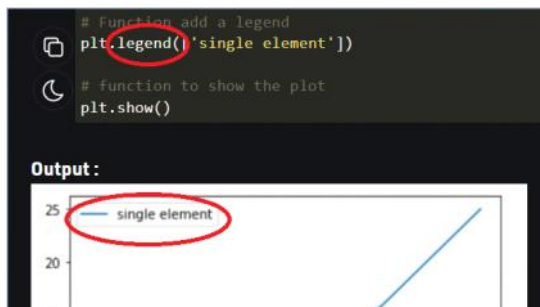 # Function add a legend
plt.legend(['single element'])
# function to show the plot
plt.show()
Output :
25
single element
20